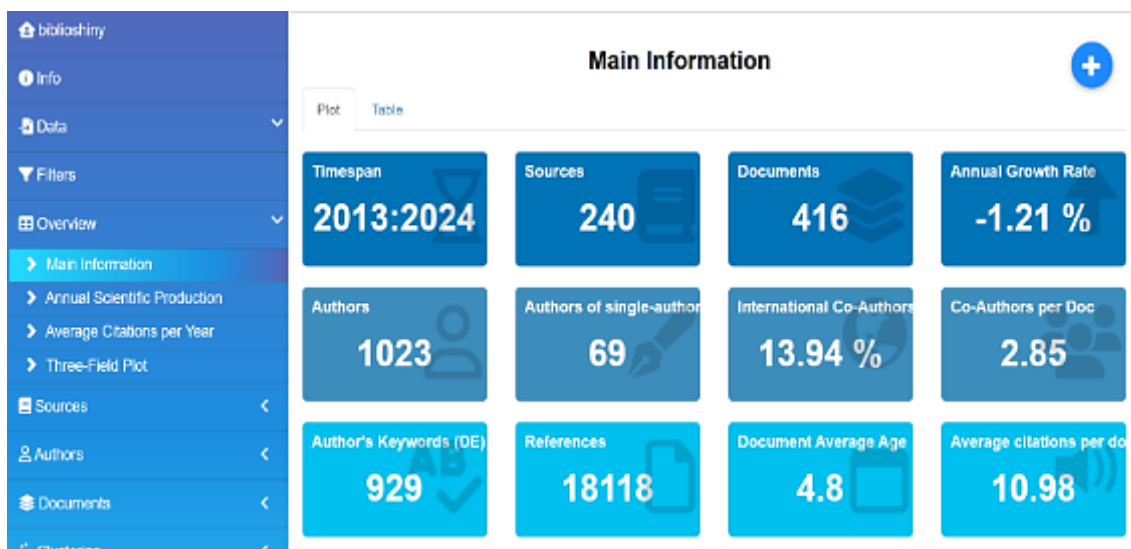 biblioshiny
Info
Data
Filters
Overview
Main Information
Annual Scientific Production
Average Citations per Year
Three-Field Plot
Sources
Authors
Documents
Clustering
Main Information
Plot Table
Timespan
2013:2024
Sources
240
Documents
416
Annual Growth Rate
-1.21 %
Authors
1023
Authors of single-author
69
International Co-Authors
13.94 %
Co-Authors per Doc
2.85
Author's Keywords (DE)
929
References
18118
Document Average Age
4.8
Average citations per do
10.98